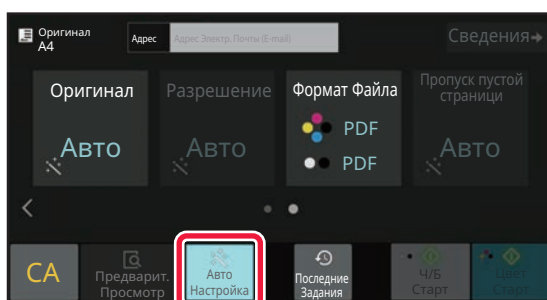 Оригинал
A4
Адрес
Адрес Электр. Почты (E-mail)
Сведения
Оригинал
Авто
Разрешение
Авто
Формат Файла
PDF
PDF
Пропуск пустой
страници
Авто
CA
Предварит.
Просмотр
Авто
Настройка
Последние
Задания
Ч/Б
Старт
Цвет
Старт